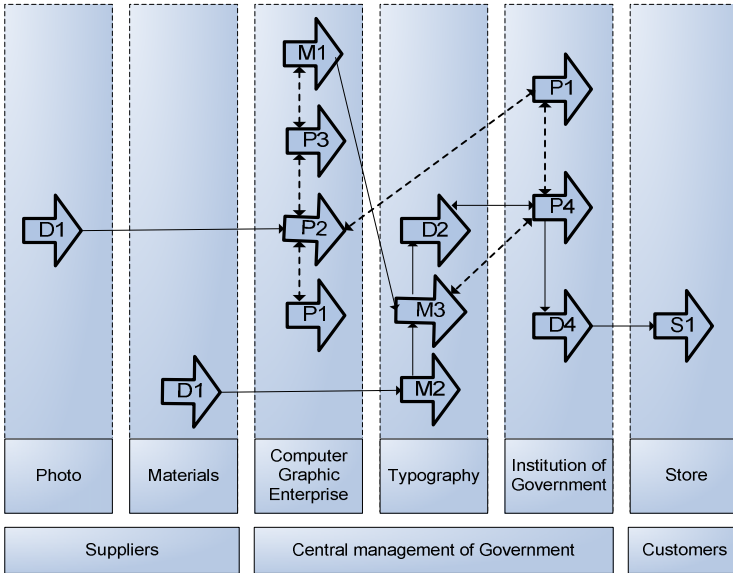 M1
P1
P3
D1
P2
D2
P4
P1
M3
D4
S1
D1
M2
Photo
Materials
Computer
Graphic
Enterprise
Typography
Institution of
Government
Store
Suppliers
Central management of Government
Customers